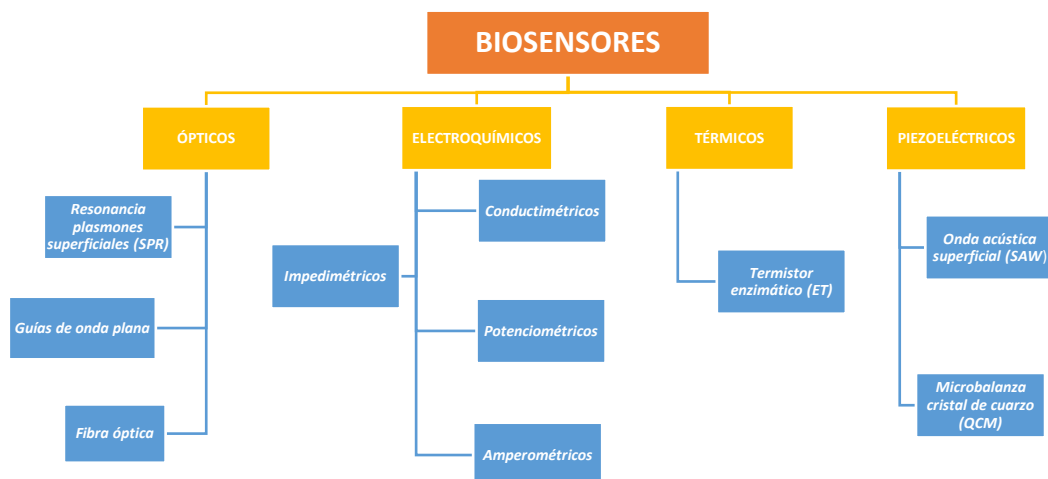 BIOSENSORES
ÓPTICOS
ELECTROQUÍMICOS
TÉRMICOS
PIEZOELÉCTRICOS
Resonancia
plasmones
superficiales (SPR)
Guías de onda plana
Fibra óptica
Impedimétricos
Conductimétricos
Potenciométricos
Amperométricos
Termistor
enzimático (ET)
Onda acústica
superficial (SAW)
Microbalanza
cristal de cuarzo
(QCM)